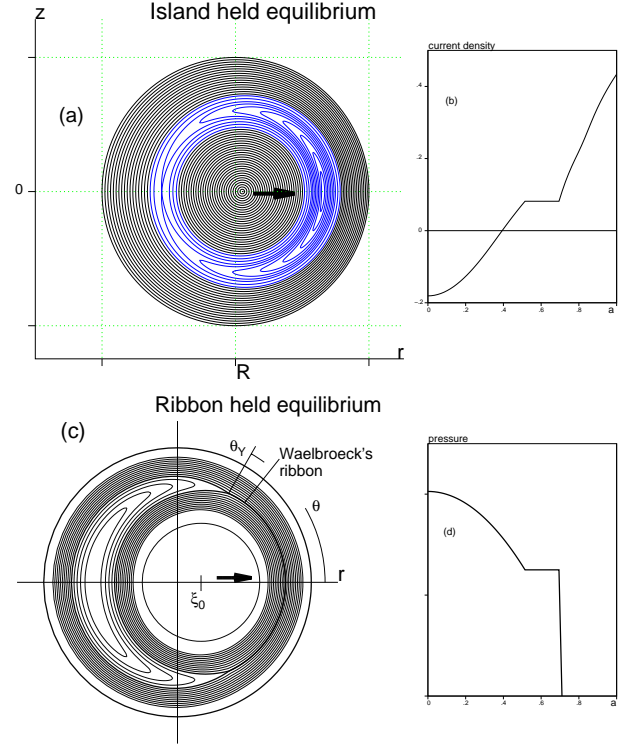 Island held equilibrium
z
(a)
0
r
R
current density
(b)
.4
.2
0
-.2
0
.2
.4
.6
.8
a
Ribbon held equilibrium
(c)
θY
Waelbroeck's
ribbon
θ
r
ξ0
pressure
(d)
0
.2
.4
.6
.8
a